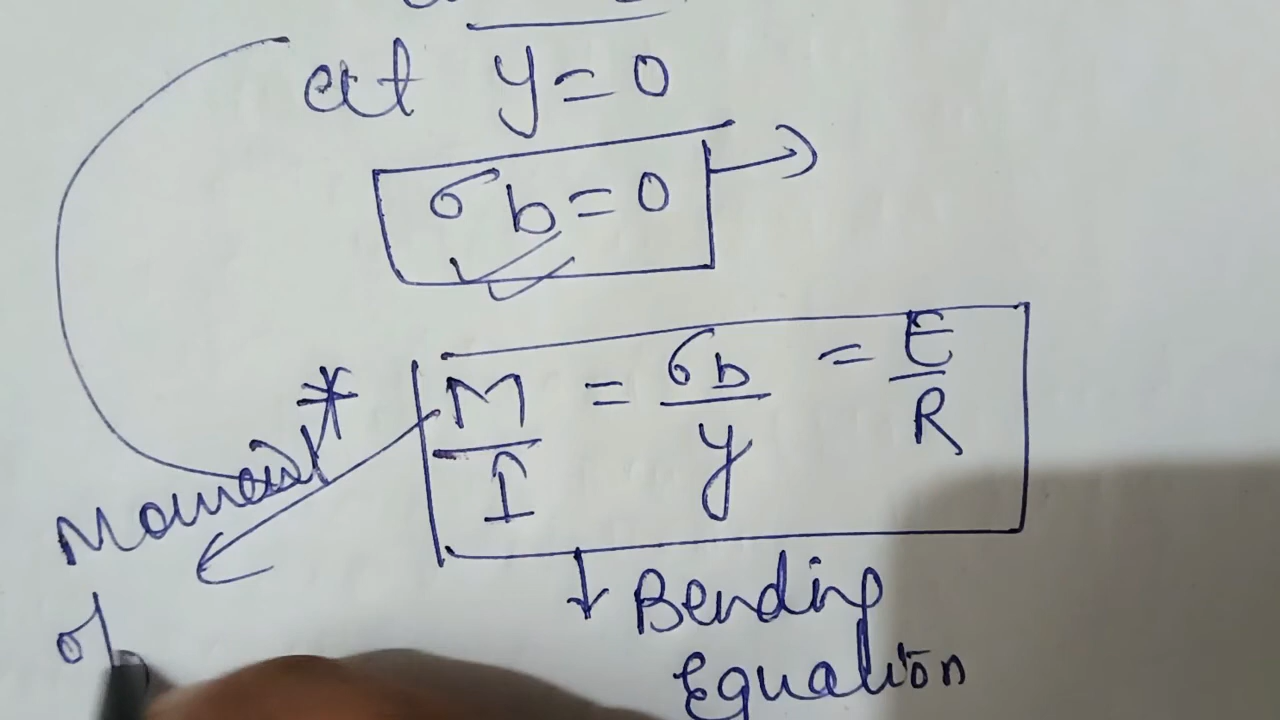 at y=0
σb=0
* M/I = σb/y = E/R
Moment
of
Bending
Equation